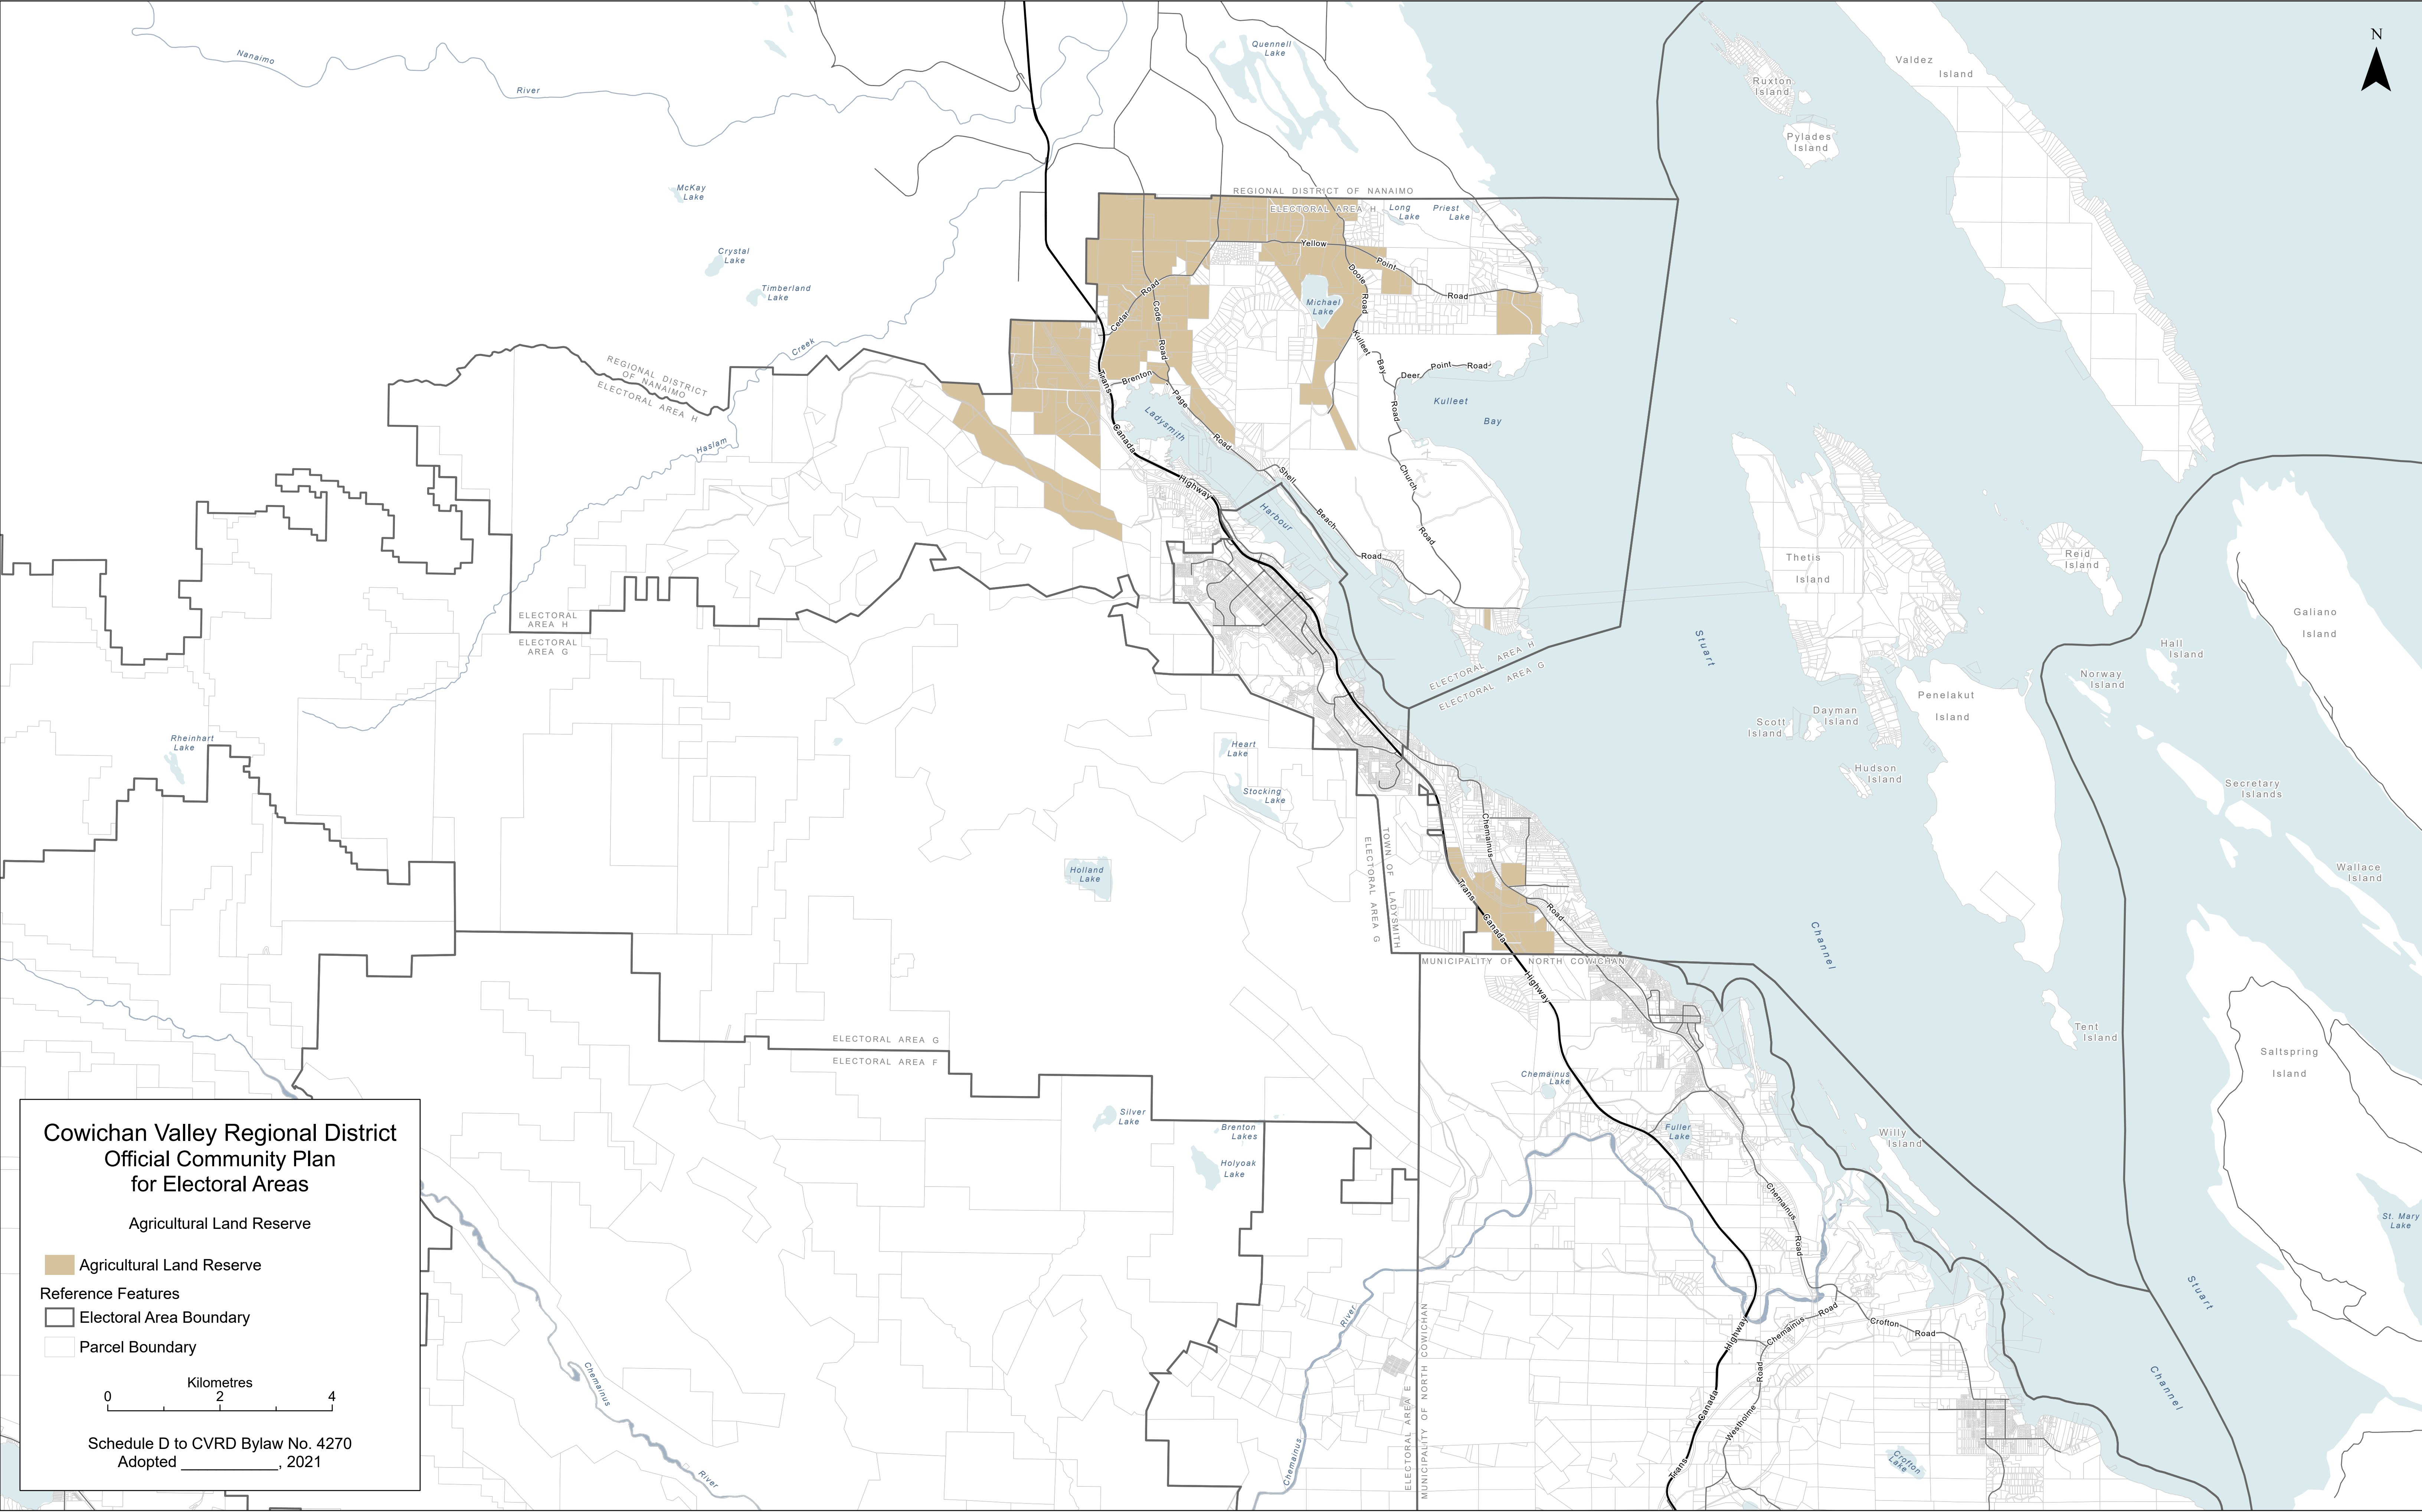 N
Nanaimo
River
Quennell
Lake
Valdez
Island
Ruxton
Island
Pylades
Island
McKay
Lake
REGIONAL DISTRICT OF NANAIMO
ELECTORAL AREA H
Long
Lake
Priest
Lake
Crystal
Lake
Timberland
Lake
Yellow
Point
Road
Doole
Road
Michael
Lake
Cedar
Road
Code
Road
Creek
REGIONAL DISTRICT
OF NANAIMO
ELECTORAL AREA H
Haslam
Trans
Canada
Highway
Brenton
Page
Road
Kulleet
Bay
Road
Deer
Point
Road
Kulleet
Bay
Ladysmith
Harbour
Shell
Beach
Road
Church
Road
Thetis
Island
Reid
Island
Galiano
Island
ELECTORAL
AREA H
ELECTORAL
AREA G
ELECTORAL AREA H
ELECTORAL AREA G
Stuart
Hall
Island
Norway
Island
Penelakut
Island
Dayman
Island
Scott
Island
Hudson
Island
Secretary
Islands
Wallace
Island
Rheinhart
Lake
Heart
Lake
Stocking
Lake
Holland
Lake
TOWN OF LADYSMITH
ELECTORAL AREA G
Chemainus
Road
Trans
Canada
Highway
MUNICIPALITY OF NORTH COWICHAN
Channel
Tent
Island
Saltspring
Island
ELECTORAL AREA G
ELECTORAL AREA F
Chemainus
Lake
Silver
Lake
Brenton
Lakes
Holyoak
Lake
Fuller
Lake
Willy
Island
Chemainus
Road
St. Mary
Lake
Stuart
Channel
River
Chemainus
ELECTORAL AREA E
MUNICIPALITY OF NORTH COWICHAN
Highway
Canada
Trans
Chemainus
Road
Westholme
Road
Crofton
Road
Crofton
Lake
Chemainus
River
Cowichan Valley Regional District
Official Community Plan
for Electoral Areas
Agricultural Land Reserve
Agricultural Land Reserve
Reference Features
Electoral Area Boundary
Parcel Boundary
Kilometres
0 2 4
Schedule D to CVRD Bylaw No. 4270
Adopted ___________, 2021